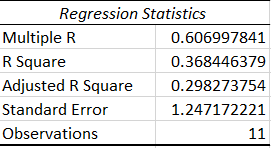 Regression Statistics
Multiple R 0.606997841
R Square 0.368446379
Adjusted R Square 0.298273754
Standard Error 1.247172221
Observations 11